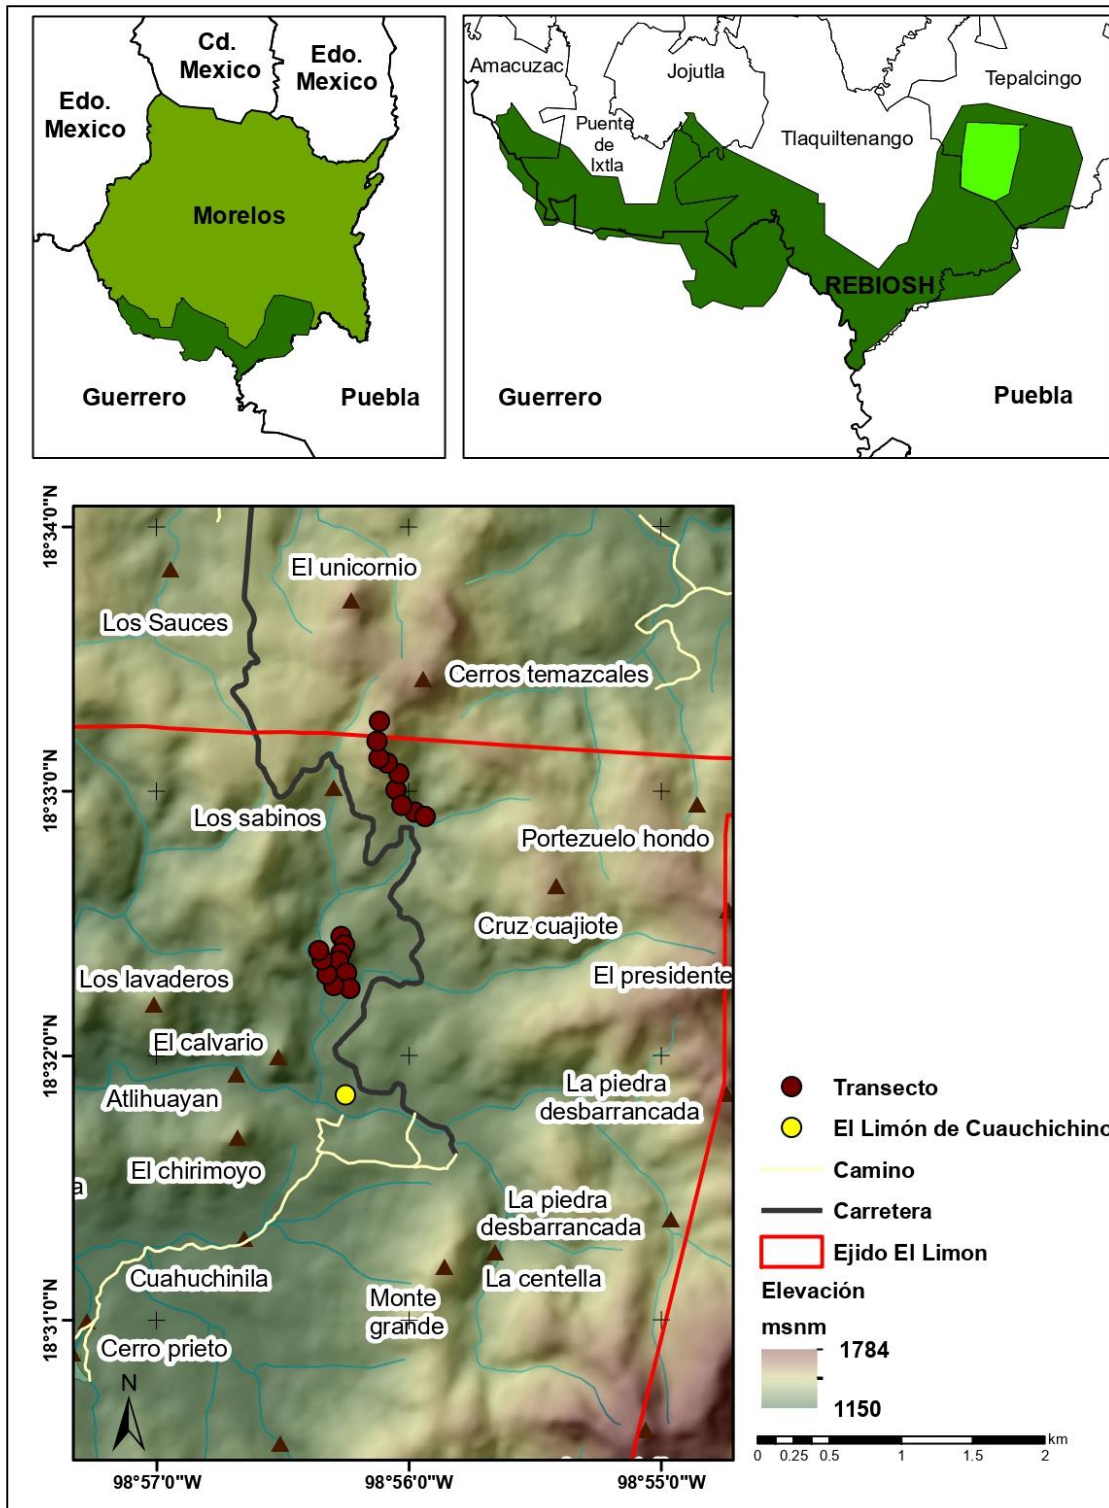 Cd.
Mexico
Edo.
Mexico
Edo.
Mexico
Morelos
Guerrero
Puebla
Amacuzac
Jojutla
Tepalcingo
Puente
de
Ixtla
Tlaquiltenango
REBIOSH
Guerrero
Puebla
18°34'0"N
El unicornio
Los Sauces
Cerros temazcales
18°33'0"N
Los sabinos
Portezuelo hondo
Cruz cuajiote
Los lavaderos
El presidente
18°32'0"N
El calvario
Atlihuayan
La piedra
desbarrancada
El chirimoyo
a
La piedra
desbarrancada
Cuahuchinila
La centella
Monte
grande
18°31'0"N
Cerro prieto
N
98°57'0"W
98°56'0"W
98°55'0"W
Transecto
El Limón de Cuauchichino
Camino
Carretera
Ejido El Limon
Elevación
msnm
1784
1150
km
0 0.25 0.5 1 2